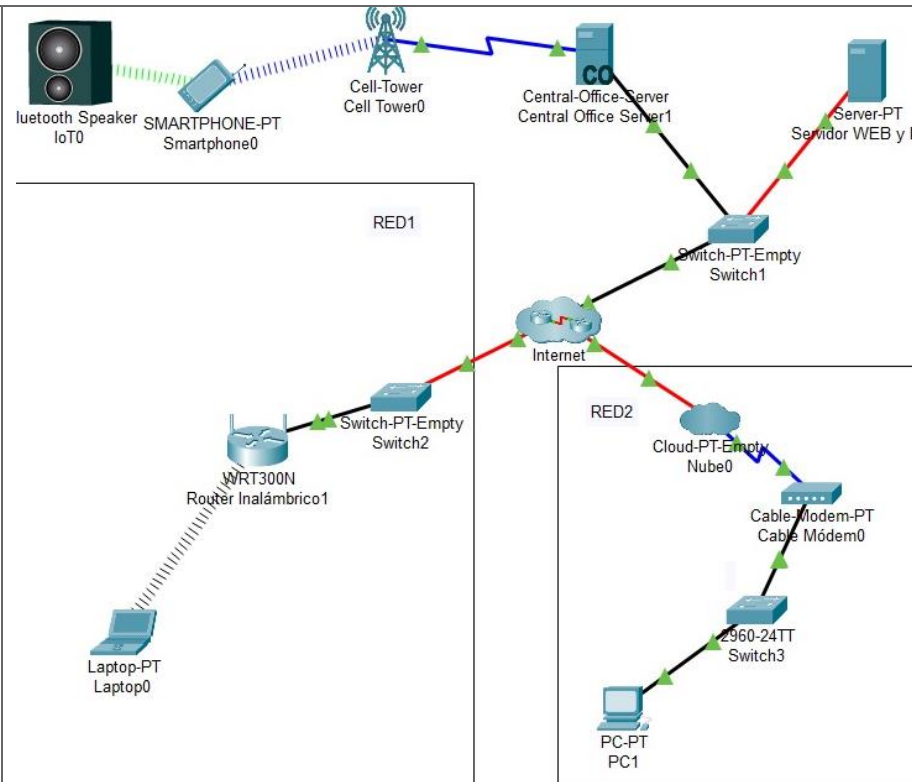 luetooth Speaker
IoT0
SMARTPHONE-PT
Smartphone0
Cell-Tower
Cell Tower0
CO
Central-Office-Server
Central Office Server1
Server-PT
Servidor WEB y
RED1
Switch-PT-Empty
Switch1
Internet
Switch-PT-Empty
Switch2
WRT300N
Router Inalámbrico1
Laptop-PT
Laptop0
RED2
Cloud-PT-Empty
Nube0
Cable-Modem-PT
Cable Módem0
2960-24TT
Switch3
PC-PT
PC1